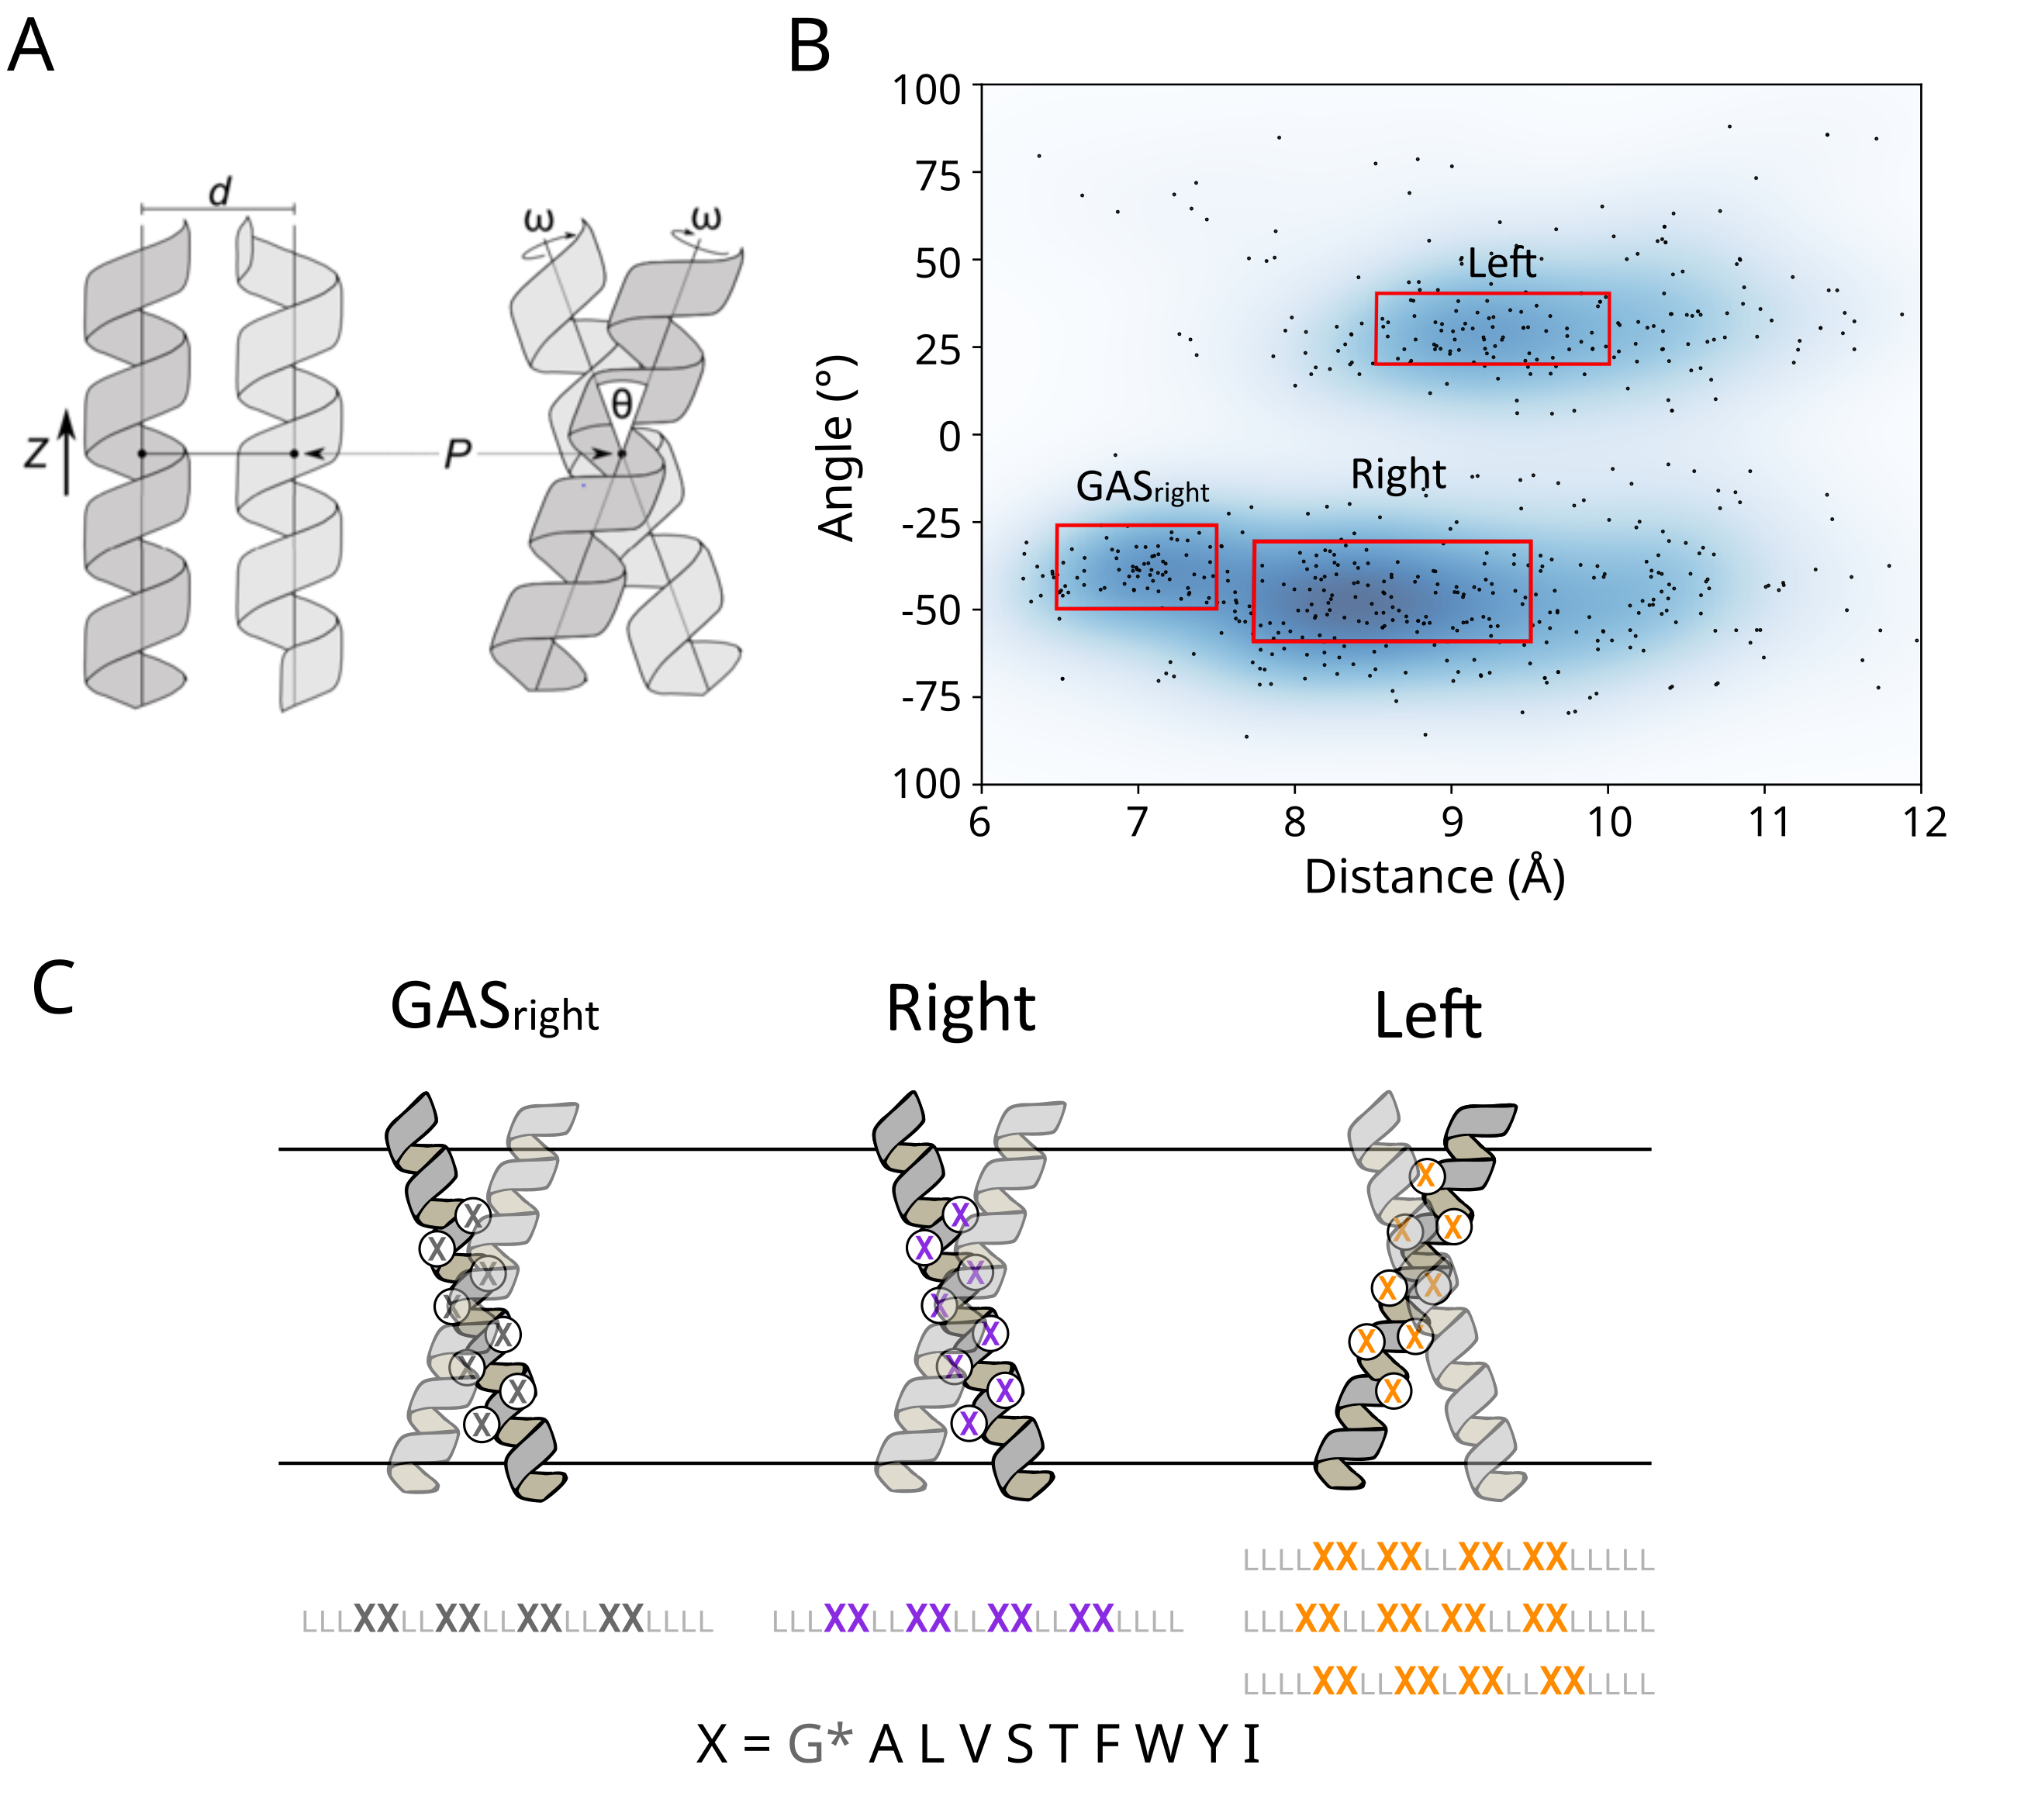 A
B
d
ω ω
θ
Z
P
100
75
50
25
0
-25
-50
-75
100
Angle (°)
Left
GASright
Right
6 7 8 9 10 11 12
Distance (Å)
C
GASright Right Left
X X X X X X X X
X X X X X X X X
X X X X X X X X
LLLLXXLXXLLXXLXXLLLLL
LLLXXLLXXLLXXLLXXLLLL LLLXXLLXXLLXXLLXXLLLL LLLXXLLXXLXXLLXXLLLLL
LLLLXXLLXXLXXLLXXLLLL
X = G* A L V S T F W Y I